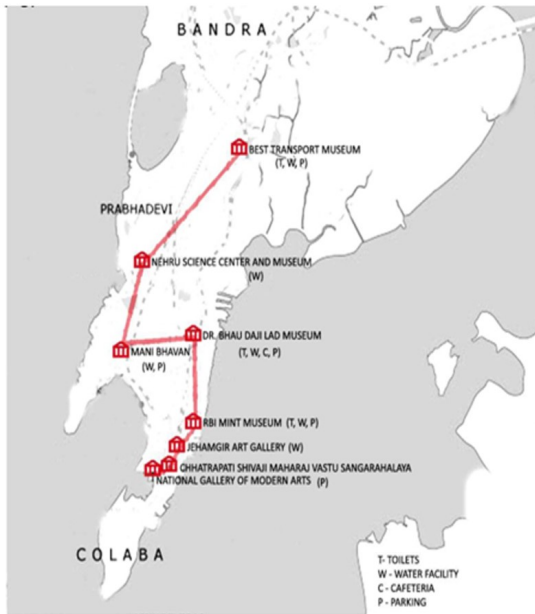 BANDRA
BEST TRANSPORT MUSEUM
(T, W, P)
PRABHADEVI
NEHRU SCIENCE CENTER AND MUSEUM
(W)
DR. BHAU DAJI LAD MUSEUM
(T, W, C, P)
MANI BHAVAN
(W, P)
RBI MINT MUSEUM (T, W, P)
JEHAMGIR ART GALLERY (W)
CHHATRAPATI SHIVAJI MAHARAJ VASTU SANGARAHALAYA
NATIONAL GALLERY OF MODERN ARTS (P)
COLABA
T- TOILETS
W - WATER FACILITY
C - CAFETERIA
P - PARKING